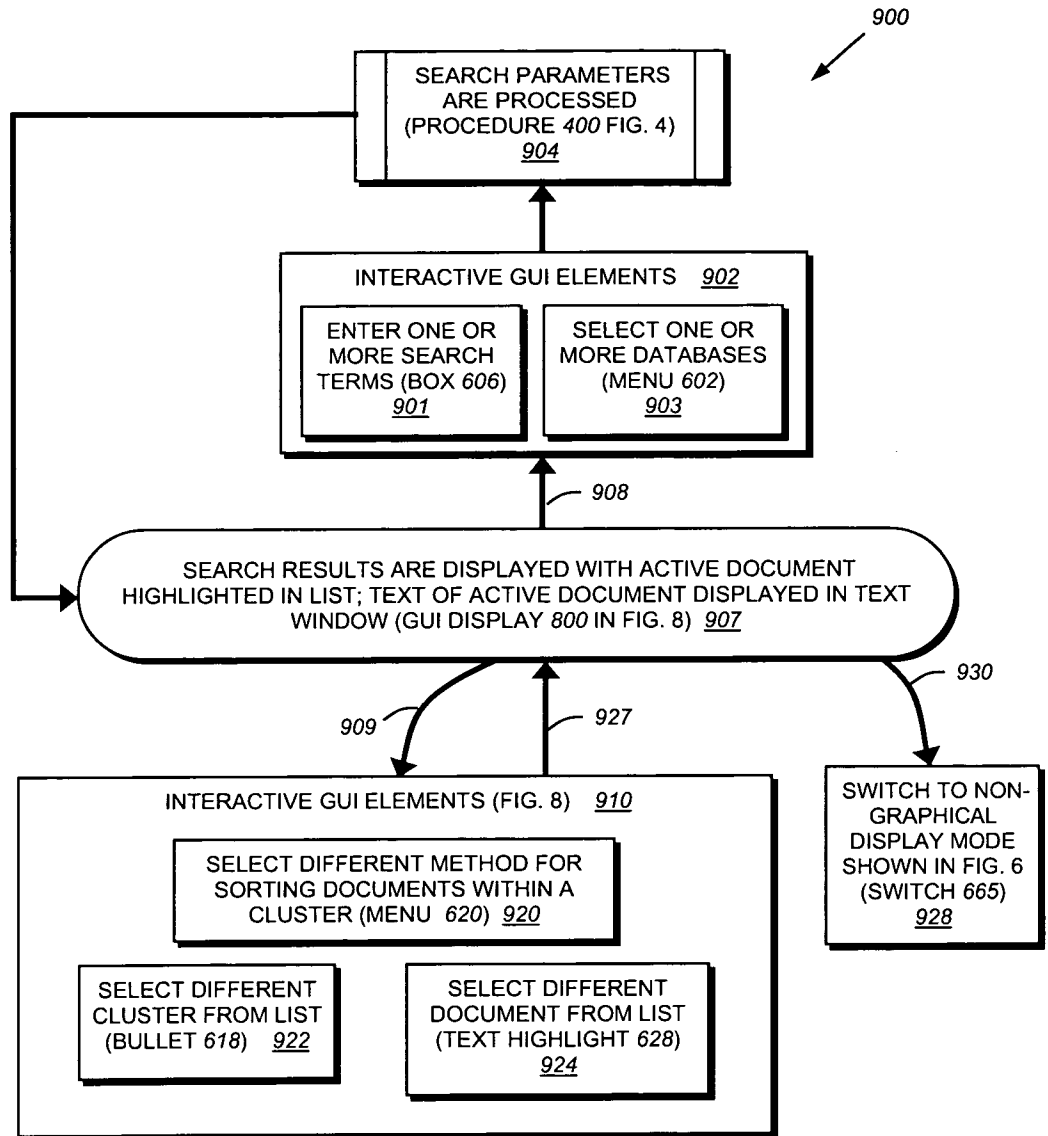 900
SEARCH PARAMETERS
ARE PROCESSED
(PROCEDURE 400 FIG. 4)
904
INTERACTIVE GUI ELEMENTS 902
ENTER ONE OR
MORE SEARCH
TERMS (BOX 606)
901
SELECT ONE OR
MORE DATABASES
(MENU 602)
903
908
SEARCH RESULTS ARE DISPLAYED WITH ACTIVE DOCUMENT
HIGHLIGHTED IN LIST; TEXT OF ACTIVE DOCUMENT DISPLAYED IN TEXT
WINDOW (GUI DISPLAY 800 IN FIG. 8) 907
909
927
930
INTERACTIVE GUI ELEMENTS (FIG. 8) 910
SELECT DIFFERENT METHOD FOR
SORTING DOCUMENTS WITHIN A
CLUSTER (MENU 620) 920
SELECT DIFFERENT
CLUSTER FROM LIST
(BULLET 618) 922
SELECT DIFFERENT
DOCUMENT FROM LIST
(TEXT HIGHLIGHT 628)
924
SWITCH TO NON-
GRAPHICAL
DISPLAY MODE
SHOWN IN FIG. 6
(SWITCH 665)
928